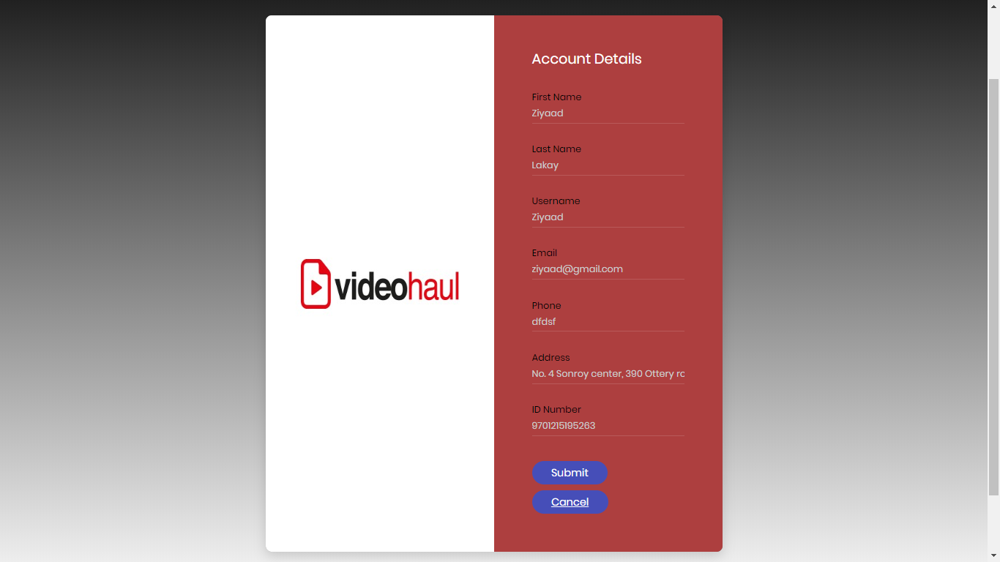 Account Details
First Name
Ziyaad
Last Name
Lakay
Username
Ziyaad
Email
ziyaad@gmail.com
Phone
dfdsf
Address
No. 4 Sonroy center, 390 Ottery ro
ID Number
9701215195263
Submit
Cancel
videohaul